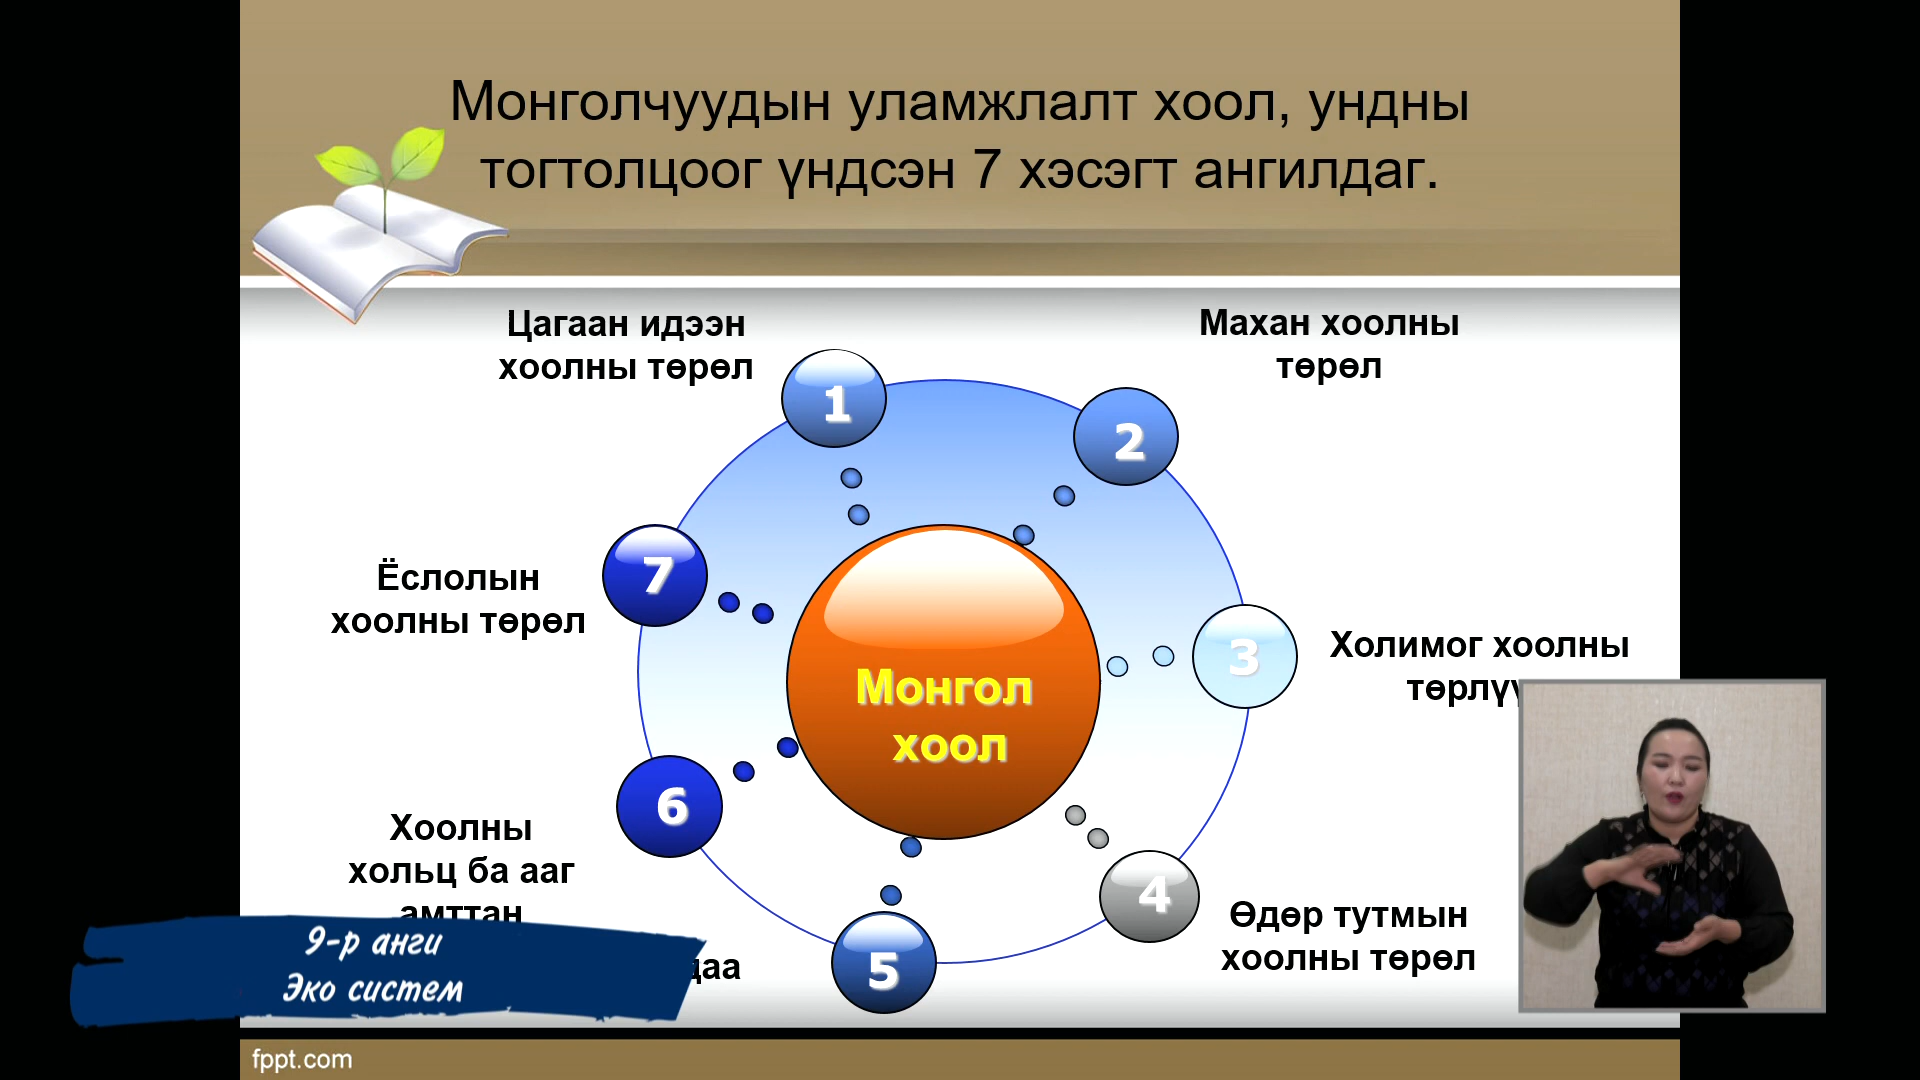 Монголчуудын уламжлалт хоол, ундны
тогтолцоог үндсэн 7 хэсэгт ангилдаг.
Цагаан идээн
хоолны төрөл
Махан хоолны
төрөл
1
2
7
Ёслолын
хоолны төрөл
3
Холимог хоолны
Монгол
хоол
6
Хоолны
хольц ба ааг
амттан
4
Өдөр тутмын
хоолны төрөл
5
9-р анги
Эко систем
fppt.com